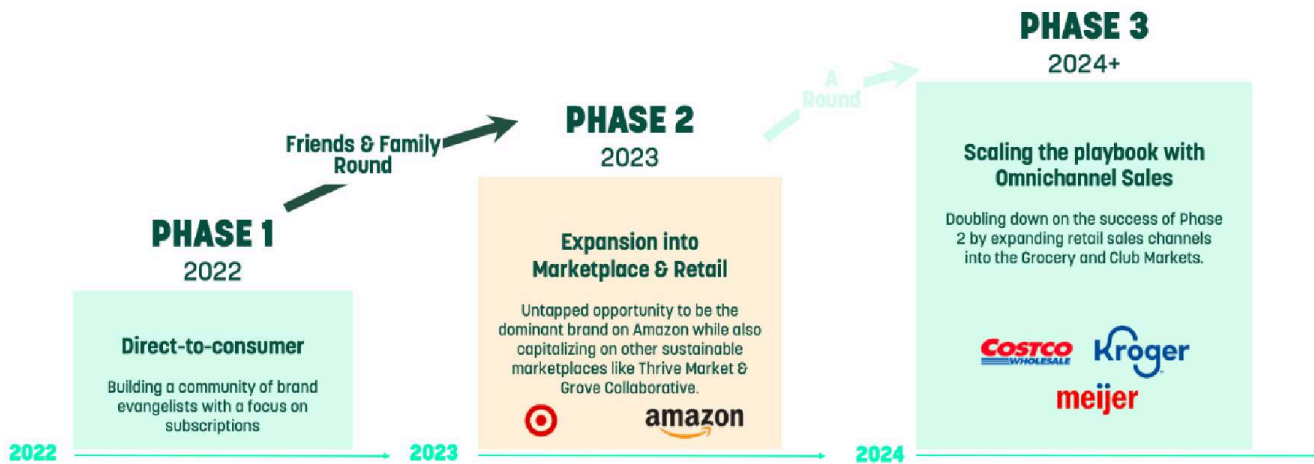 PHASE 1
2022
Direct-to-consumer
Building a community of brand
evangelists with a focus on
subscriptions
Friends & Family
Round
PHASE 2
2023
Expansion into
Marketplace & Retail
Untapped opportunity to be the
dominant brand on Amazon while also
capitalizing on other sustainable
marketplaces like Thrive Market &
Grove Collaborative.
amazon
A
Round
PHASE 3
2024+
Scaling the playbook with
Omnichannel Sales
Doubling down on the success of Phase
2 by expanding retail sales channels
into the Grocery and Club Markets.
COSTCO
WHOLESALE
Kroger
meijer
2022
2023
2024